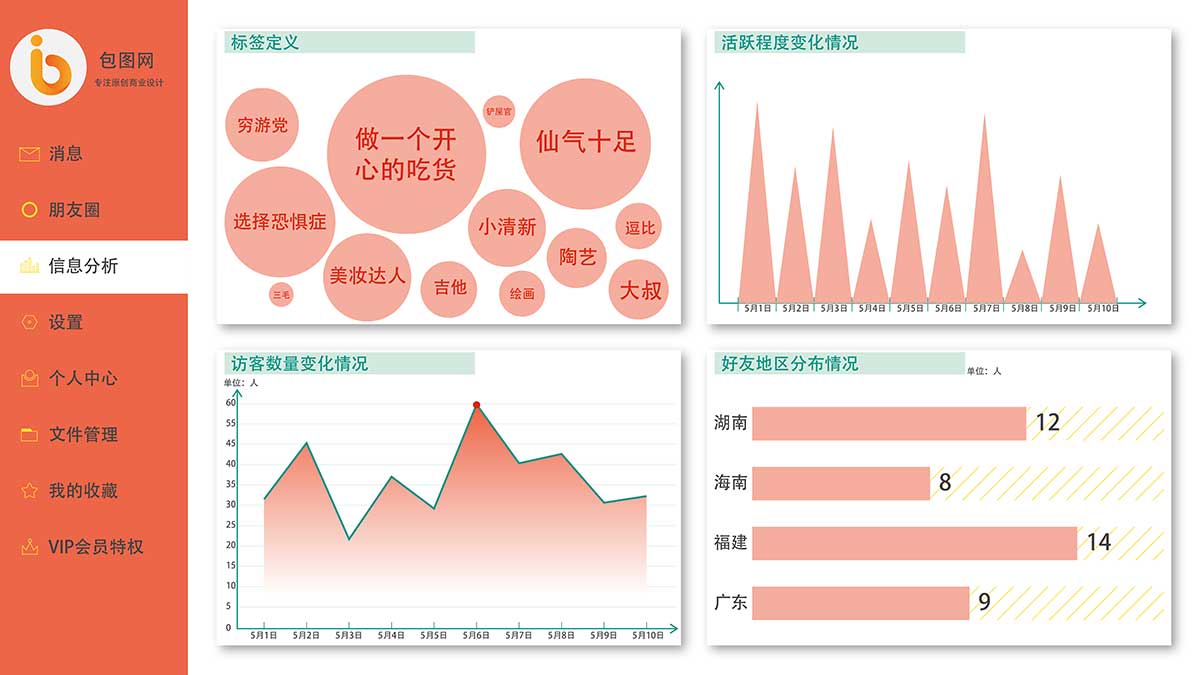 包图网
专注原创商业设计
消息
朋友圈
信息分析
设置
个人中心
文件管理
我的收藏
VIP会员特权
标签定义
穷游党
做一个开
心的吃货
铲屎官
仙气十足
选择恐惧症
小清新
逗比
美妆达人
陶艺
吉他
绘画
大叔
三毛
活跃程度变化情况
5月1日 5月2日 5月3日 5月4日 5月5日 5月6日 5月7日 5月8日 5月9日 5月10日
访客数量变化情况
单位：人
60
55
45
40
35
30
25
20
15
10
5
0
5月1日 5月2日 5月3日 5月4日 5月5日 5月6日 5月7日 5月8日 5月9日 5月10日
好友地区分布情况
单位：人
湖南 12
海南 8
福建 14
广东 9